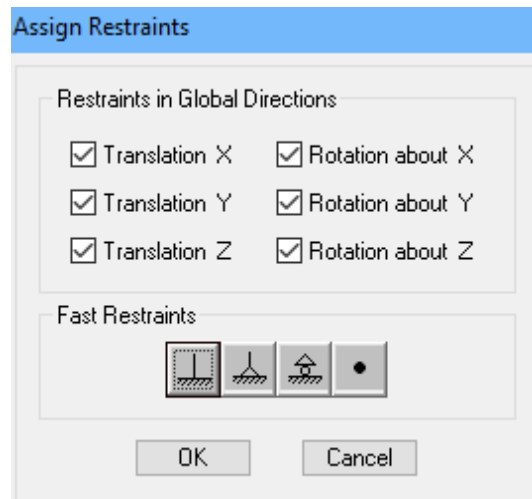 Assign Restraints
Restraints in Global Directions
Translation X Rotation about X
Translation Y Rotation about Y
Translation Z Rotation about Z
Fast Restraints
OK Cancel